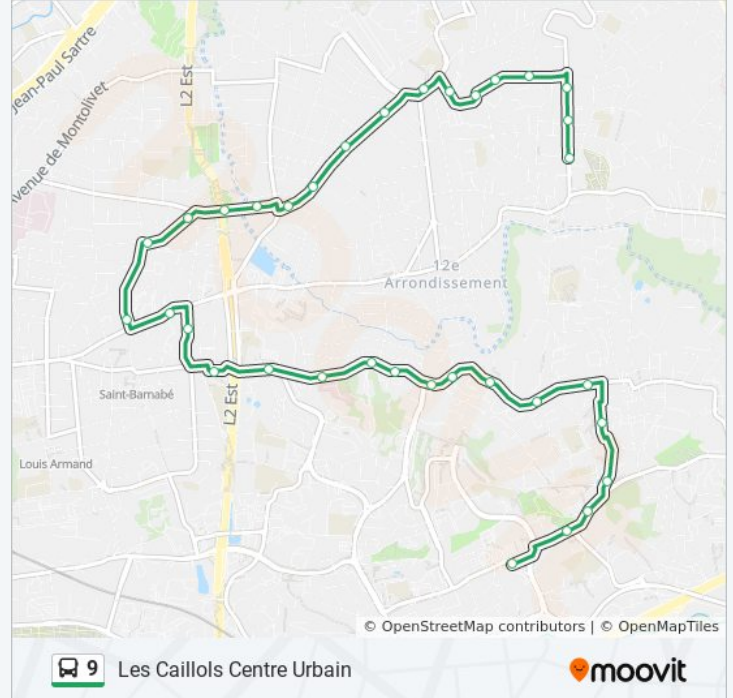 Jean-Paul Sartre
L2 Est
Avenue de Montolivet
12e
Arrondissement
Saint-Barnabé
L2 Est
Louis Armand
© OpenStreetMap contributors | © OpenMapTiles
9 Les Caillols Centre Urbain
moovit